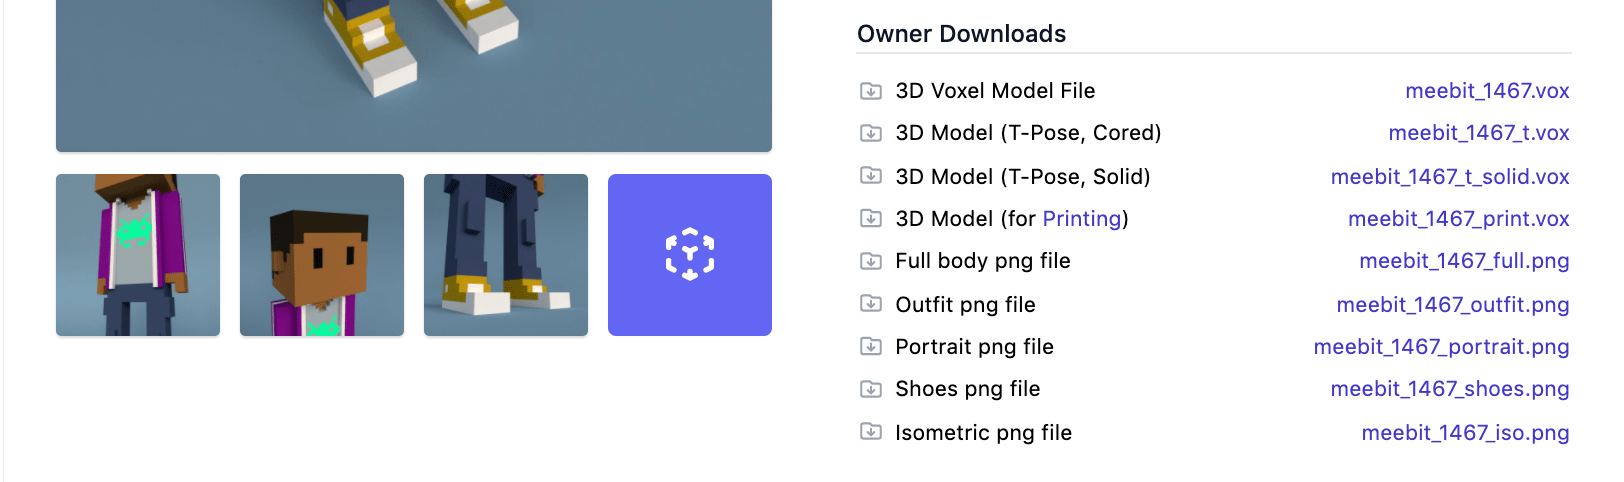 Owner Downloads
3D Voxel Model File meebit_1467.vox
3D Model (T-Pose, Cored) meebit_1467_t.vox
3D Model (T-Pose, Solid) meebit_1467_t_solid.vox
3D Model (for Printing) meebit_1467_print.vox
Full body png file meebit_1467_full.png
Outfit png file meebit_1467_outfit.png
Portrait png file meebit_1467_portrait.png
Shoes png file meebit_1467_shoes.png
Isometric png file meebit_1467_iso.png